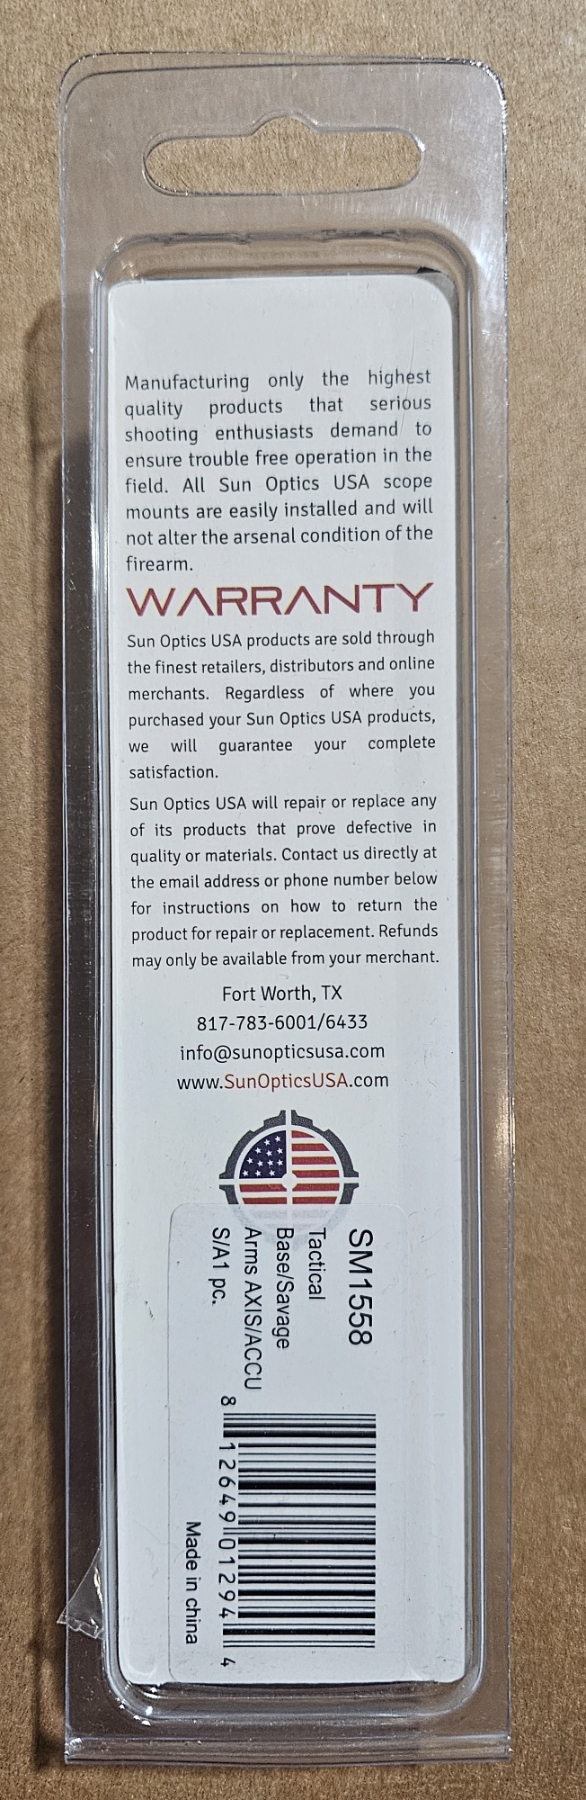 Manufacturing only the highest
quality products that serious
shooting enthusiasts demand to
ensure trouble free operation in the
field. All Sun Optics USA scope
mounts are easily installed and will
not alter the arsenal condition of the
firearm.
WARRANTY
Sun Optics USA products are sold through
the finest retailers, distributors and online
merchants. Regardless of where you
purchased your Sun Optics USA products,
we will guarantee your complete
satisfaction.
Sun Optics USA will repair or replace any
of its products that prove defective in
quality or materials. Contact us directly at
the email address or phone number below
for instructions on how to return the
product for repair or replacement. Refunds
may only be available from your merchant.
Fort Worth, TX
817-783-6001/6433
info@sunopticsusa.com
www.SunOpticsUSA.com
SM1558
Tactical
Base/Savage
Arms AXIS/ACCU
S/A1 pc.
8 12649 01294 4
Made in china